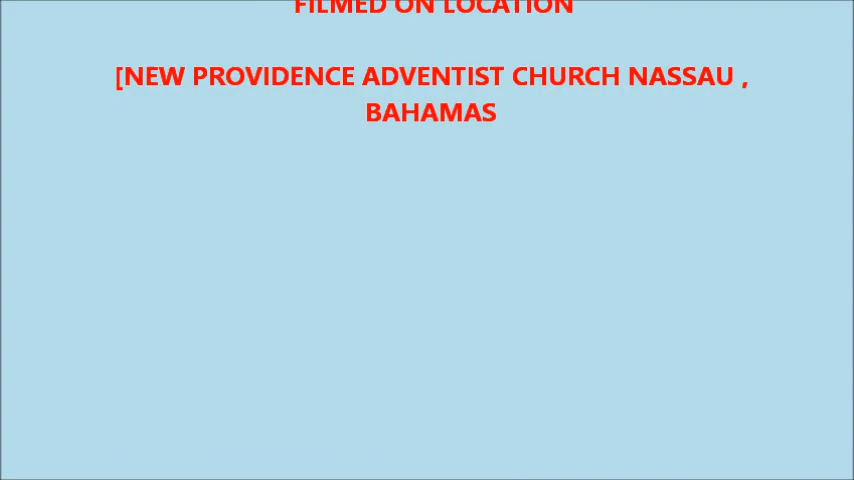 FILMED ON LOCATION
[NEW PROVIDENCE ADVENTIST CHURCH NASSAU ,
BAHAMAS